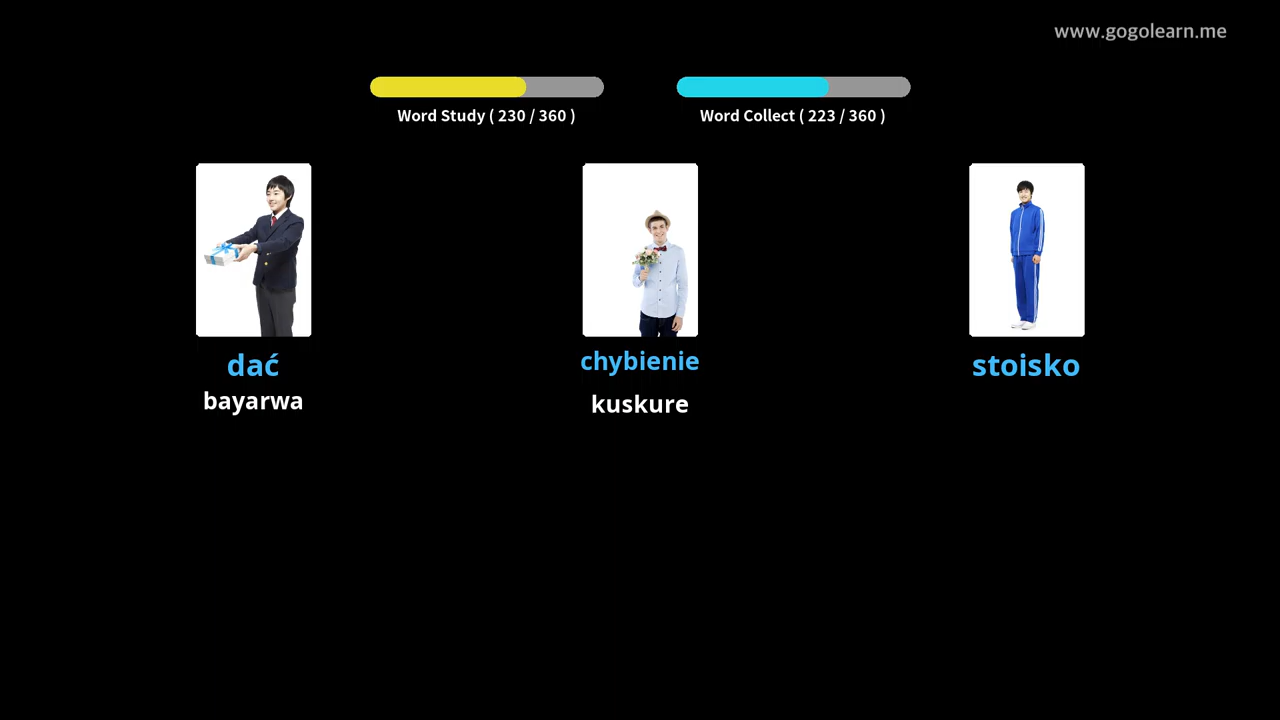 www.gogolearn.me
Word Study ( 230 / 360 )
Word Collect ( 223 / 360 )
dać
chybienie
stoisko
bayarwa
kuskure